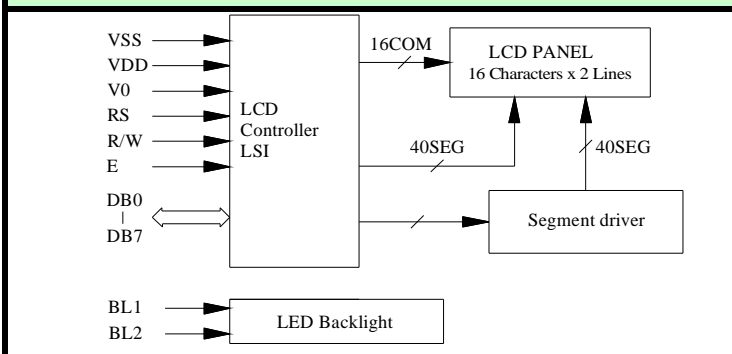 VSS
VDD
V0
RS
R/W
E
DB0
DB7
LCD
Controller
LSI
16COM
LCD PANEL
16 Characters x 2 Lines
40SEG
40SEG
Segment driver
BL1
BL2
LED Backlight